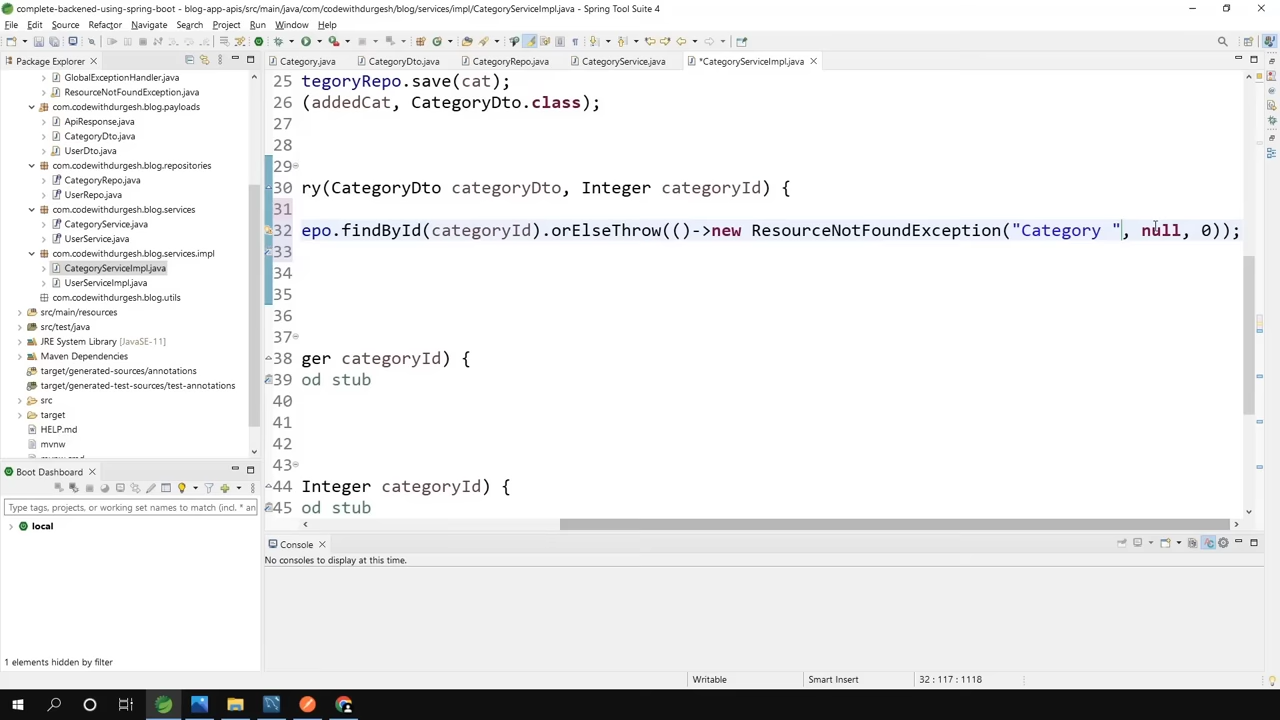 complete-backened-using-spring-boot - blog-app-apis/src/main/java/com/codewithdurgesh/blog/services/impl/CategoryServiceImpl.java - Spring Tool Suite 4
File Edit Source Refactor Navigate Search Project Run Window Help
Package Explorer
Category.java CategoryDto.java CategoryRepo.java CategoryService.java *CategoryServiceImpl.java
GlobalExceptionHandler.java
ResourceNotFoundException.java
com.codewithdurgesh.blog.payloads
ApiResponse.java
CategoryDto.java
UserDto.java
com.codewithdurgesh.blog.repositories
CategoryRepo.java
UserRepo.java
com.codewithdurgesh.blog.services
CategoryService.java
UserService.java
com.codewithdurgesh.blog.services.impl
CategoryServiceImpl.java
UserServiceImpl.java
com.codewithdurgesh.blog.utils
src/main/resources
src/test/java
JRE System Library [JavaSE-11]
Maven Dependencies
target/generated-sources/annotations
target/generated-test-sources/test-annotations
src
target
HELP.md
mvnw
25 tegoryRepo.save(cat);
26 (addedCat, CategoryDto.class);
27
28
29
30 ry(CategoryDto categoryDto, Integer categoryId) {
31
32 epo.findById(categoryId).orElseThrow(()->new ResourceNotFoundException("Category ", null, 0));
33
34
35
36
37
38 ger categoryId) {
39 od stub
40
41
42
43
44 Integer categoryId) {
45 od stub
Boot Dashboard
Type tags, projects, or working set names to match (incl. * an
local
1 elements hidden by filter
Console
No consoles to display at this time.
Writable Smart Insert 32 : 117 : 1118